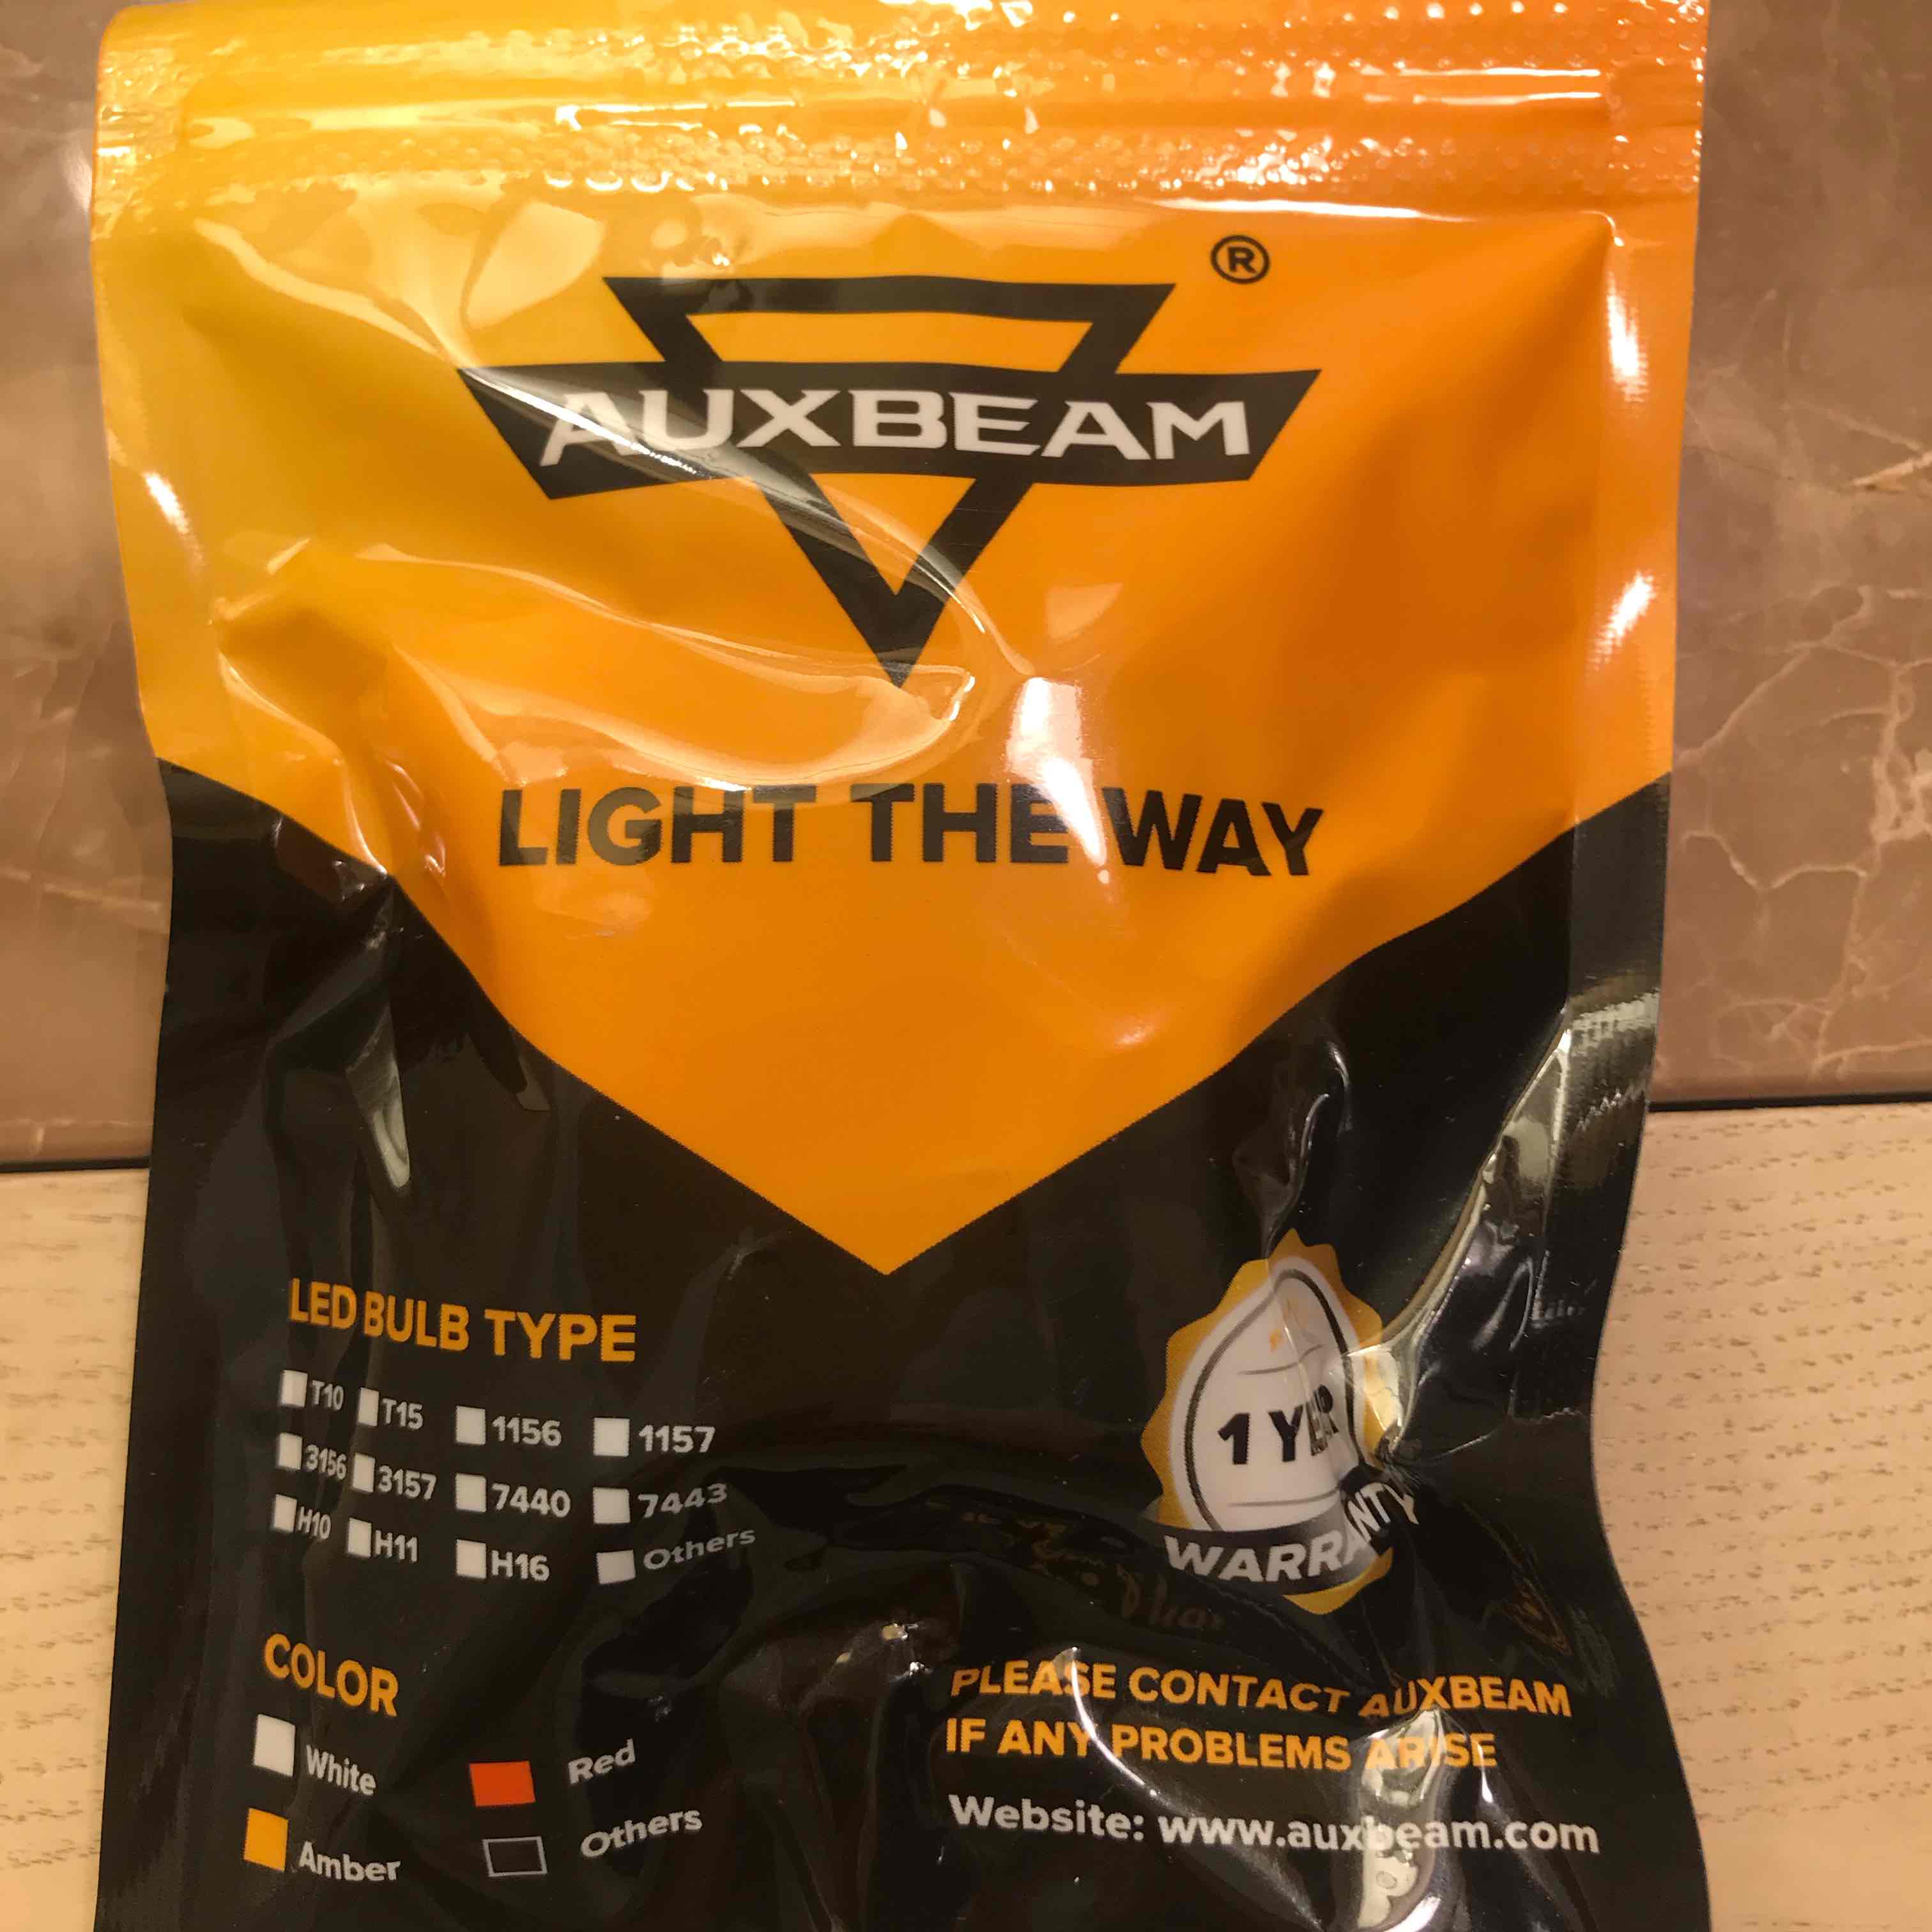 ®
AUXBEAM
LIGHT THE WAY
LED BULB TYPE
T10 T15 1156 1157
3156 3157 7440 7443
H10 H11 H16 Others
1 YEAR
WARRANTY
COLOR
White Red
Amber Others
PLEASE CONTACT AUXBEAM
IF ANY PROBLEMS ARISE
Website: www.auxbeam.com